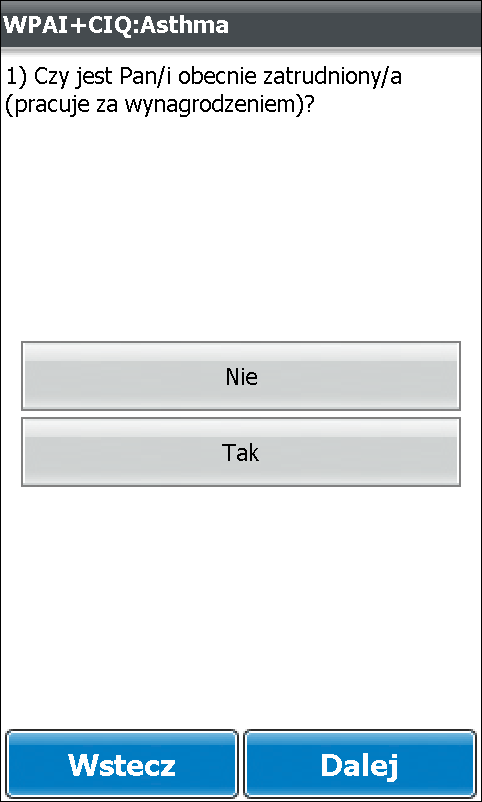 WPAI+CIQ:Asthma
1) Czy jest Pan/i obecnie zatrudniony/a
(pracuje za wynagrodzeniem)?
Nie
Tak
Wstecz
Dalej